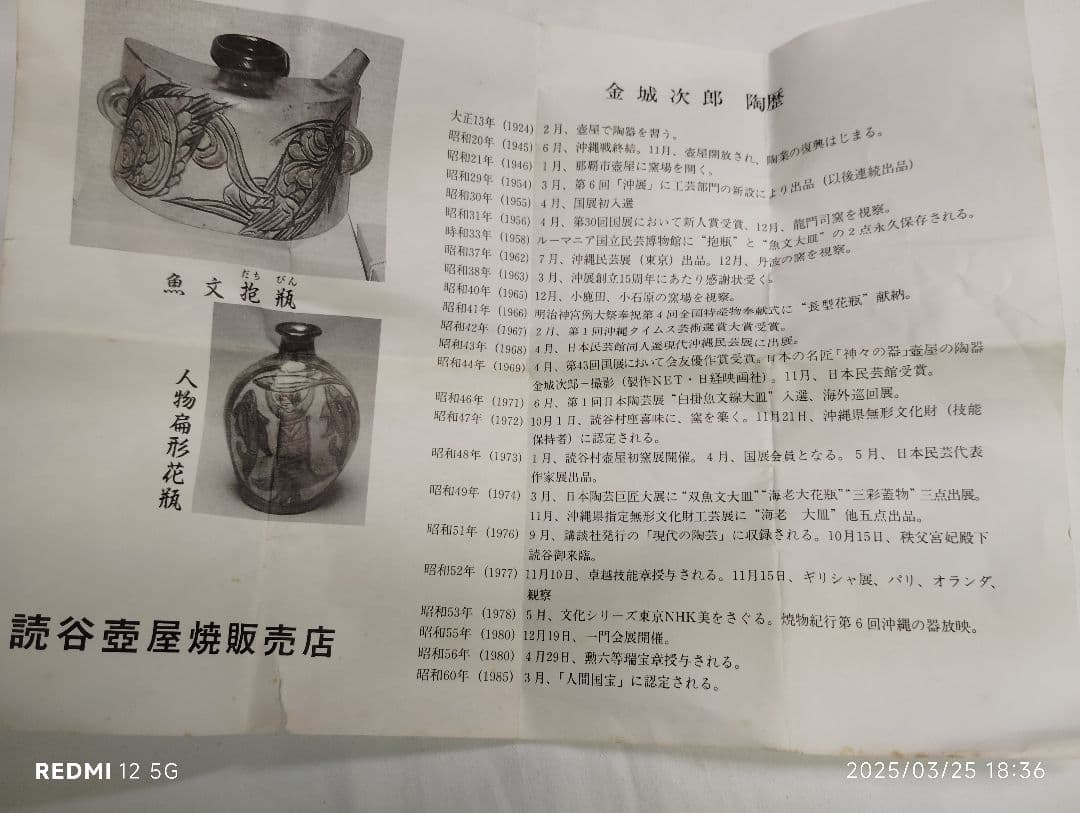 魚文抱瓶
だち びん
人物扁形花瓶
読谷壺屋焼販売店
金城次郎 陶歴
大正13年(1924) 2月、壺屋で陶器を習う。
昭和20年(1945) 6月、沖縄戦終結。11月、壺屋開放され、陶業の復興はじまる。
昭和21年(1946) 1月、那覇市壺屋に窯場を開く。
昭和29年(1954) 3月、第6回「沖展」に工芸部門の新設により出品(以後連続出品)
昭和30年(1955) 4月、国展初入選
昭和31年(1956) 4月、第30回国展において新人賞受賞、12月、龍門司窯を視察。
時和33年(1958) ルーマニア国立民芸博物館に“抱瓶”と“魚文大皿”の2点永久保存される。
昭和37年(1962) 7月、沖縄民芸展(東京)出品。12月、丹波の窯を視察。
昭和38年(1963) 3月、沖展創立15周年にあたり感謝状受く。
昭和40年(1965) 12月、小鹿田、小石原の窯場を視察。
昭和41年(1966) 明治神宮例大祭奉祝第4回全国特産物奉献式に“長型花瓶”献納。
昭和42年(1967) 2月、第1回沖縄タイムス芸術選賞大賞受賞。
昭和43年(1968) 4月、日本民芸館同人選現代沖縄民芸展に出展。
昭和44年(1969) 4月、第43回国展において会友優作賞受賞。日本の名匠「神々の器」壺屋の陶器
金城次郎－撮影(製作NET・日経映画社)。11月、日本民芸館受賞。
昭和46年(1971) 6月、第1回日本陶芸展“白掛魚文線大皿”入選、海外巡回展。
昭和47年(1972) 10月1日、読谷村座喜味に、窯を築く。11月21日、沖縄県無形文化財(技能
保持者)に認定される。
昭和48年(1973) 1月、読谷村壺屋初窯展開催。4月、国展会員となる。5月、日本民芸代表
作家展出品。
昭和49年(1974) 3月、日本陶芸巨匠大展に“双魚文大皿”“海老大花瓶”“三彩蓋物”三点出展。
11月、沖縄県指定無形文化財工芸展に“海老 大皿”他五点出品。
昭和51年(1976) 9月、講談社発行の「現代の陶芸」に収録される。10月15日、秩父宮妃殿下
読谷御来臨。
昭和52年(1977) 11月10日、卓越技能章授与される。11月15日、ギリシャ展、パリ、オランダ、
観察
昭和53年(1978) 5月、文化シリーズ東京NHK美をさぐる。焼物紀行第6回沖縄の器放映。
昭和55年(1980) 12月19日、一門会展開催。
昭和56年(1980) 4月29日、勲六等瑞宝章授与される。
昭和60年(1985) 3月、「人間国宝」に認定される。
REDMI 12 5G
2025/03/25 18:36